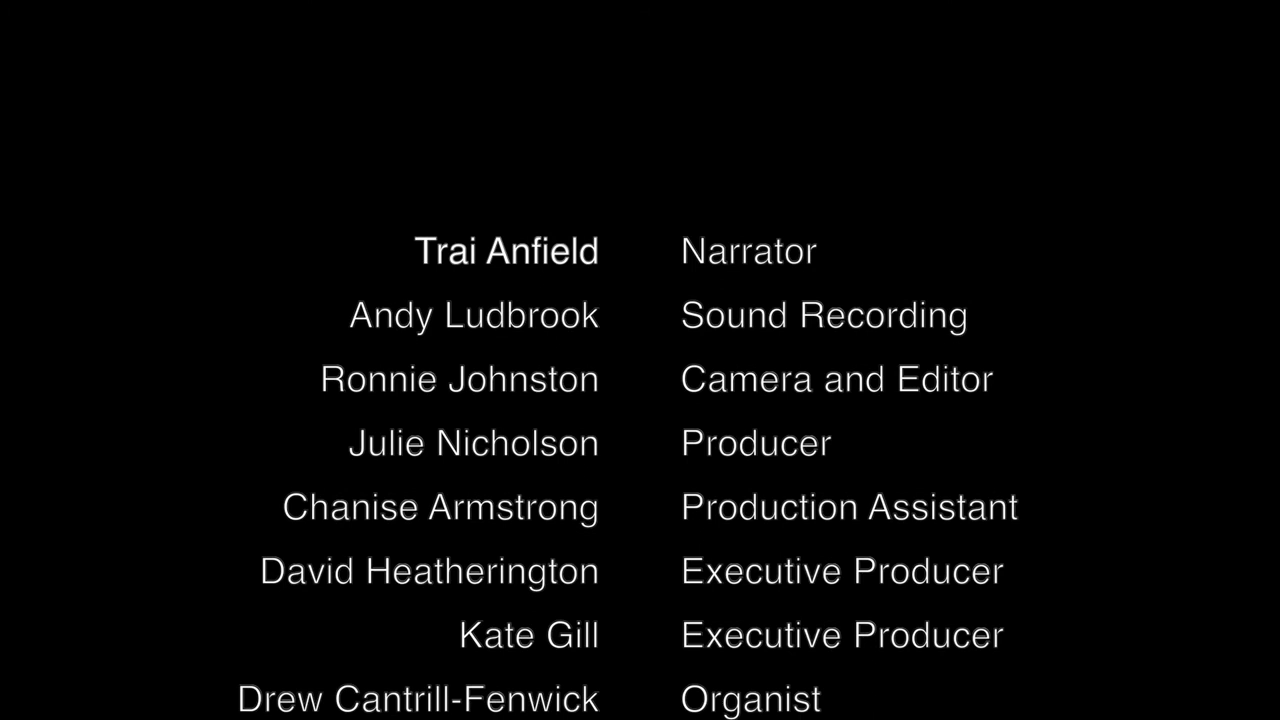 Trai Anfield Narrator
Andy Ludbrook Sound Recording
Ronnie Johnston Camera and Editor
Julie Nicholson Producer
Chanise Armstrong Production Assistant
David Heatherington Executive Producer
Kate Gill Executive Producer
Drew Cantrill-Fenwick Organist